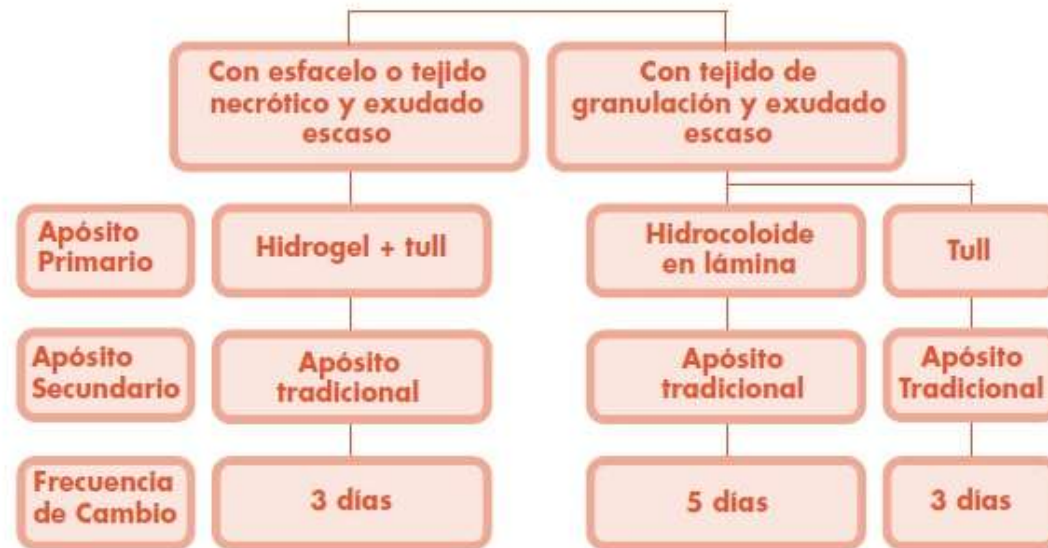 Con esfacelo o tejido
necrótico y exudado
escaso
Con tejido de
granulación y exudado
escaso
Apósito
Primario
Hidrogel + tull
Hidrocoloide
en lámina
Tull
Apósito
Secundario
Apósito
tradicional
Apósito
tradicional
Apósito
Tradicional
Frecuencia
de Cambio
3 días
5 días
3 días